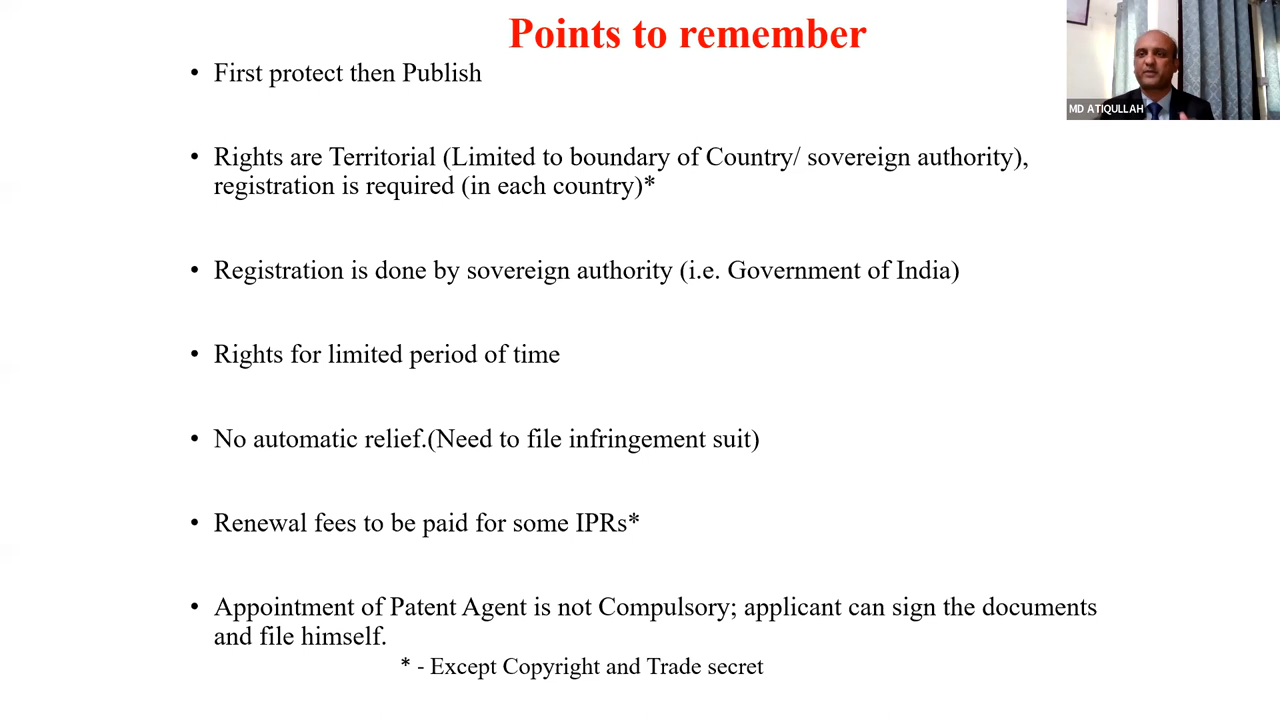 Points to remember
• First protect then Publish
MD ATIQULLAH
• Rights are Territorial (Limited to boundary of Country/ sovereign authority),
registration is required (in each country)*
• Registration is done by sovereign authority (i.e. Government of India)
• Rights for limited period of time
• No automatic relief.(Need to file infringement suit)
• Renewal fees to be paid for some IPRs*
• Appointment of Patent Agent is not Compulsory; applicant can sign the documents
and file himself.
* - Except Copyright and Trade secret